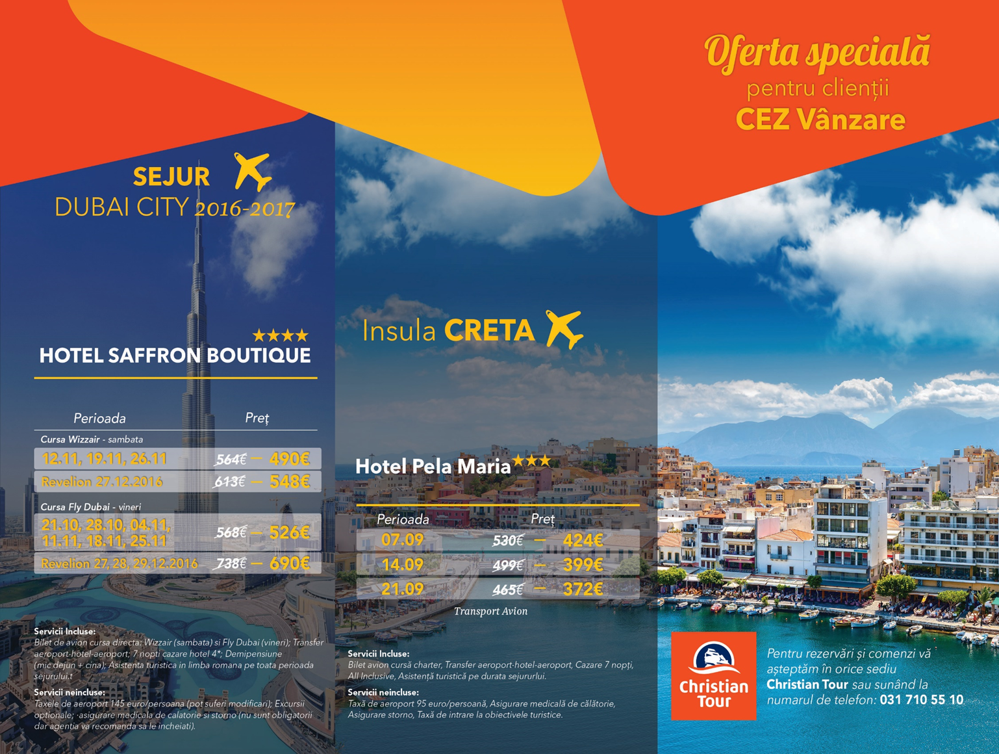 Oferta specială
pentru clienții
CEZ Vânzare
SEJUR
DUBAI CITY 2016-2017
HOTEL SAFFRON BOUTIQUE
Perioada Preț
Cursa Wizzair - sambata
12.11, 19.11, 26.11 564€ – 490€
Revelion 27.12.2016 613€ – 548€
Cursa Fly Dubai - vineri
21.10, 28.10, 04.11,
11.11, 18.11, 25.11 568€ – 526€
Revelion 27, 28, 29.12.2016 738€ – 690€
Servicii Incluse:
Bilet de avion cursa directa: Wizzair (sambata) si Fly Dubai (vineri); Transfer
aeroport-hotel-aeroport; 7 nopti cazare hotel 4*; Demipensiune
(mic dejun + cina); Asistenta turistica in limba romana pe toata perioada
sejurului.t
Servicii neincluse:
Taxele de aeroport 145 euro/persoana (pot suferi modificari); Excursii
optionale; ·asigurare medicala de calatorie si storno (nu sunt obligatorii
dar agentia va recomanda sa le incheiati).
Insula CRETA
Hotel Pela Maria
Perioada Preț
07.09 530€ – 424€
14.09 499€ – 399€
21.09 465€ – 372€
Transport Avion
Servicii Incluse:
Bilet avion cursă charter, Transfer aeroport-hotel-aeroport, Cazare 7 nopți,
All Inclusive, Asistență turistică pe durata sejururlui.
Servicii neincluse:
Taxă de aeroport 95 euro/persoană, Asigurare medicală de călătorie,
Asigurare storno, Taxă de intrare la obiectivele turistice.
Christian
Tour
Pentru rezervări și comenzi vă
așteptăm în orice sediu
Christian Tour sau sunând la
numarul de telefon: 031 710 55 10